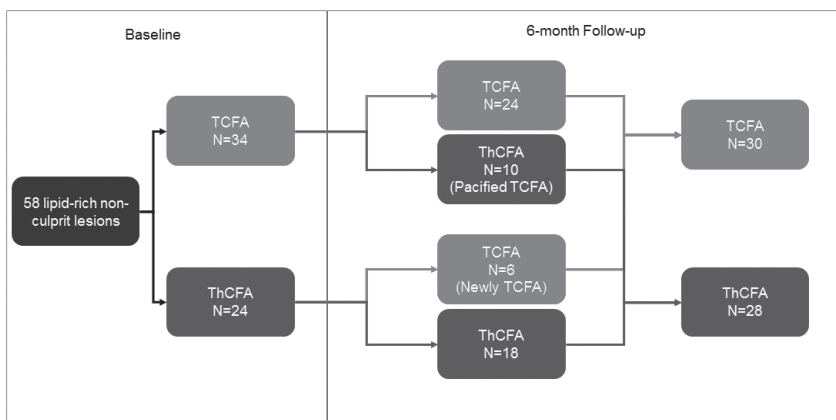 Baseline
6-month Follow-up
58 lipid-rich non-
culprit lesions
TCFA
N=34
ThCFA
N=24
TCFA
N=24
ThCFA
N=10
(Pacified TCFA)
TCFA
N=6
(Newly TCFA)
ThCFA
N=18
TCFA
N=30
ThCFA
N=28